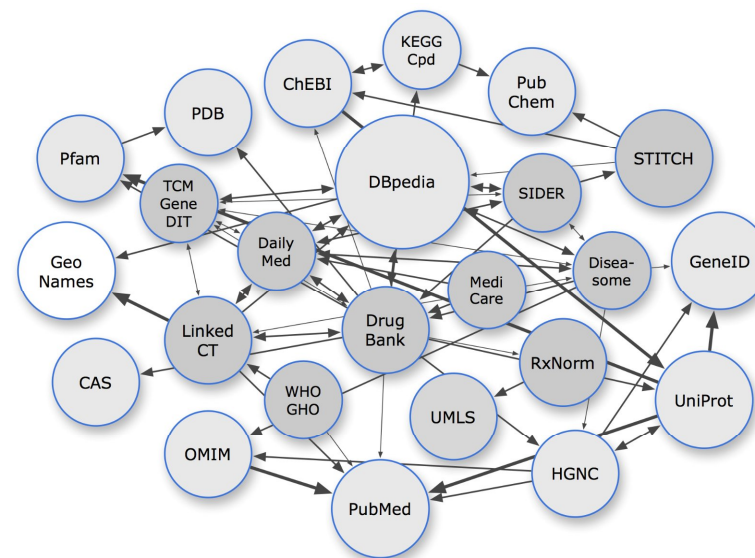 KEGG
Cpd
ChEBI
Pub
Chem
PDB
Pfam
DBpedia
STITCH
TCM
Gene
DIT
SIDER
Daily
Med
Geo
Names
Disea-
some
GeneID
Medi
Care
Linked
CT
Drug
Bank
RxNorm
CAS
WHO
GHO
UMLS
UniProt
OMIM
HGNC
PubMed